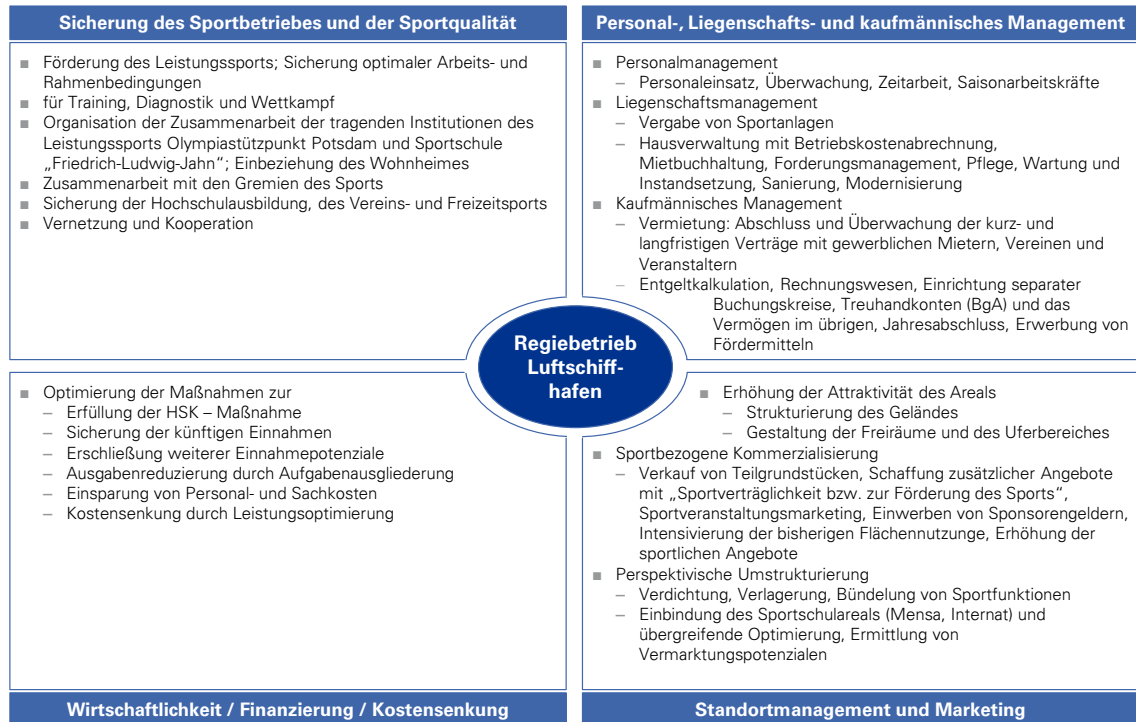 Sicherung des Sportbetriebes und der Sportqualität
■ Förderung des Leistungssports; Sicherung optimaler Arbeits- und
Rahmenbedingungen
■ für Training, Diagnostik und Wettkampf
■ Organisation der Zusammenarbeit der tragenden Institutionen des
Leistungssports Olympiastützpunkt Potsdam und Sportschule
„Friedrich-Ludwig-Jahn“; Einbeziehung des Wohnheimes
■ Zusammenarbeit mit den Gremien des Sports
■ Sicherung der Hochschulausbildung, des Vereins- und Freizeitsports
■ Vernetzung und Kooperation
Personal-, Liegenschafts- und kaufmännisches Management
■ Personalmanagement
– Personaleinsatz, Überwachung, Zeitarbeit, Saisonarbeitskräfte
■ Liegenschaftsmanagement
– Vergabe von Sportanlagen
– Hausverwaltung mit Betriebskostenabrechnung,
Mietbuchhaltung, Forderungsmanagement, Pflege, Wartung und
Instandsetzung, Sanierung, Modernisierung
■ Kaufmännisches Management
– Vermietung: Abschluss und Überwachung der kurz- und
langfristigen Verträge mit gewerblichen Mietern, Vereinen und
Veranstaltern
– Entgeltkalkulation, Rechnungswesen, Einrichtung separater
Buchungskreise, Treuhandkonten (BgA) und das
Vermögen im übrigen, Jahresabschluss, Erwerbung von
Fördermitteln
Regiebetrieb
Luftschiff-
hafen
■ Optimierung der Maßnahmen zur
– Erfüllung der HSK – Maßnahme
– Sicherung der künftigen Einnahmen
– Erschließung weiterer Einnahmepotenziale
– Ausgabenreduzierung durch Aufgabenausgliederung
– Einsparung von Personal- und Sachkosten
– Kostensenkung durch Leistungsoptimierung
Wirtschaftlichkeit / Finanzierung / Kostensenkung
■ Erhöhung der Attraktivität des Areals
– Strukturierung des Geländes
– Gestaltung der Freiräume und des Uferbereiches
■ Sportbezogene Kommerzialisierung
– Verkauf von Teilgrundstücken, Schaffung zusätzlicher Angebote
mit „Sportverträglichkeit bzw. zur Förderung des Sports“,
Sportveranstaltungsmarketing, Einwerben von Sponsorengeldern,
Intensivierung der bisherigen Flächennutzunge, Erhöhung der
sportlichen Angebote
■ Perspektivische Umstrukturierung
– Verdichtung, Verlagerung, Bündelung von Sportfunktionen
– Einbindung des Sportschulareals (Mensa, Internat) und
übergreifende Optimierung, Ermittlung von
Vermarktungspotenzialen
Standortmanagement und Marketing